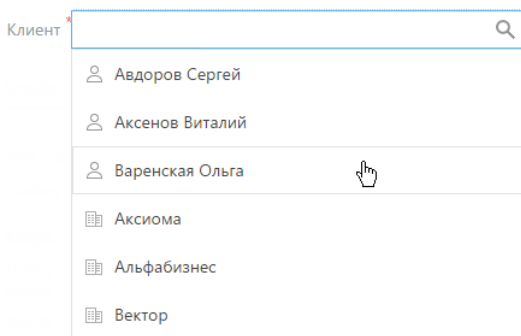 Клиент *
Авдоров Сергей
Аксенов Виталий
Варенская Ольга
Аксиома
Альфабизнес
Вектор